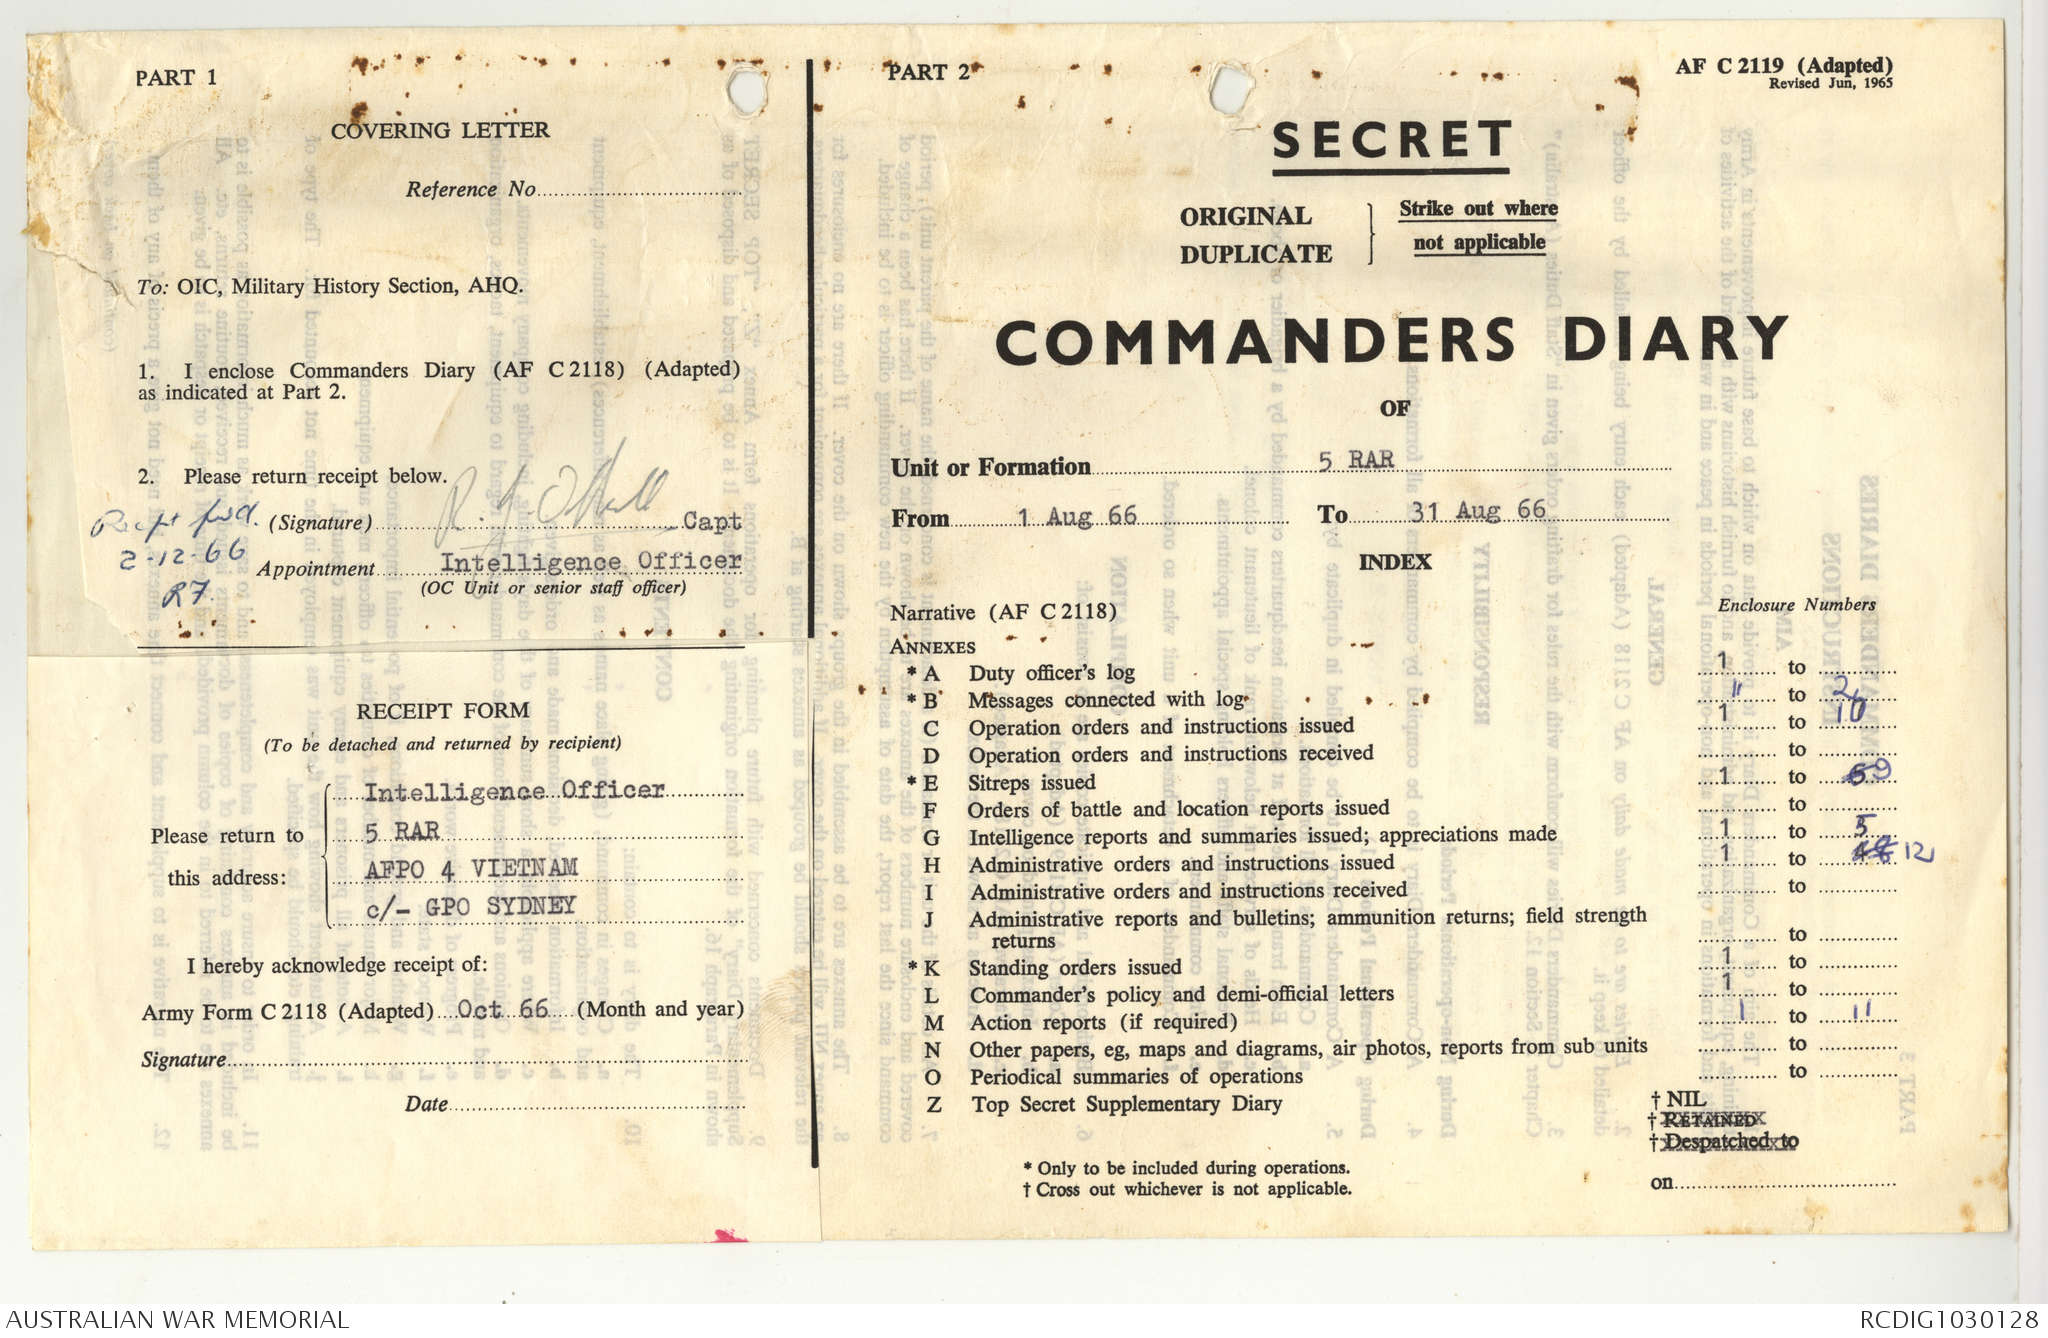 PART 1
COVERING LETTER
Reference No
To: OIC, Military History Section, AHQ.
1. I enclose Commanders Diary (AF C 2118) (Adapted)
as indicated at Part 2.
2. Please return receipt below.
(Signature) Capt
2-12-66
Appointment Intelligence Officer
(OC Unit or senior staff officer)
RECEIPT FORM
(To be detached and returned by recipient)
Intelligence Officer
Please return to 5 RAR
this address: AFPO 4 VIETNAM
c/- GPO SYDNEY
I hereby acknowledge receipt of:
Army Form C 2118 (Adapted) Oct 66 (Month and year)
Signature
Date
PART 2
AF C 2119 (Adapted)
Revised Jun, 1965
SECRET
ORIGINAL
DUPLICATE
Strike out where
not applicable
COMMANDERS DIARY
OF
Unit or Formation 5 RAR
From 1 Aug 66 To 31 Aug 66
INDEX
Narrative (AF C 2118) Enclosure Numbers
ANNEXES
* A Duty officer's log 1 to
* B Messages connected with log " to 2
C Operation orders and instructions issued 1 to 10
D Operation orders and instructions received to
* E Sitreps issued 1 to 9
F Orders of battle and location reports issued to
G Intelligence reports and summaries issued; appreciations made 1 to 5
H Administrative orders and instructions issued 1 to 12
I Administrative orders and instructions received to
J Administrative reports and bulletins; ammunition returns; field strength
returns to
* K Standing orders issued 1 to
L Commander's policy and demi-official letters 1 to
M Action reports (if required) 1 to 11
N Other papers, eg, maps and diagrams, air photos, reports from sub units to
O Periodical summaries of operations to
Z Top Secret Supplementary Diary † NIL
† RETAINED
† Despatched to
* Only to be included during operations.
† Cross out whichever is not applicable.
on
AUSTRALIAN WAR MEMORIAL
RCDIG1030128